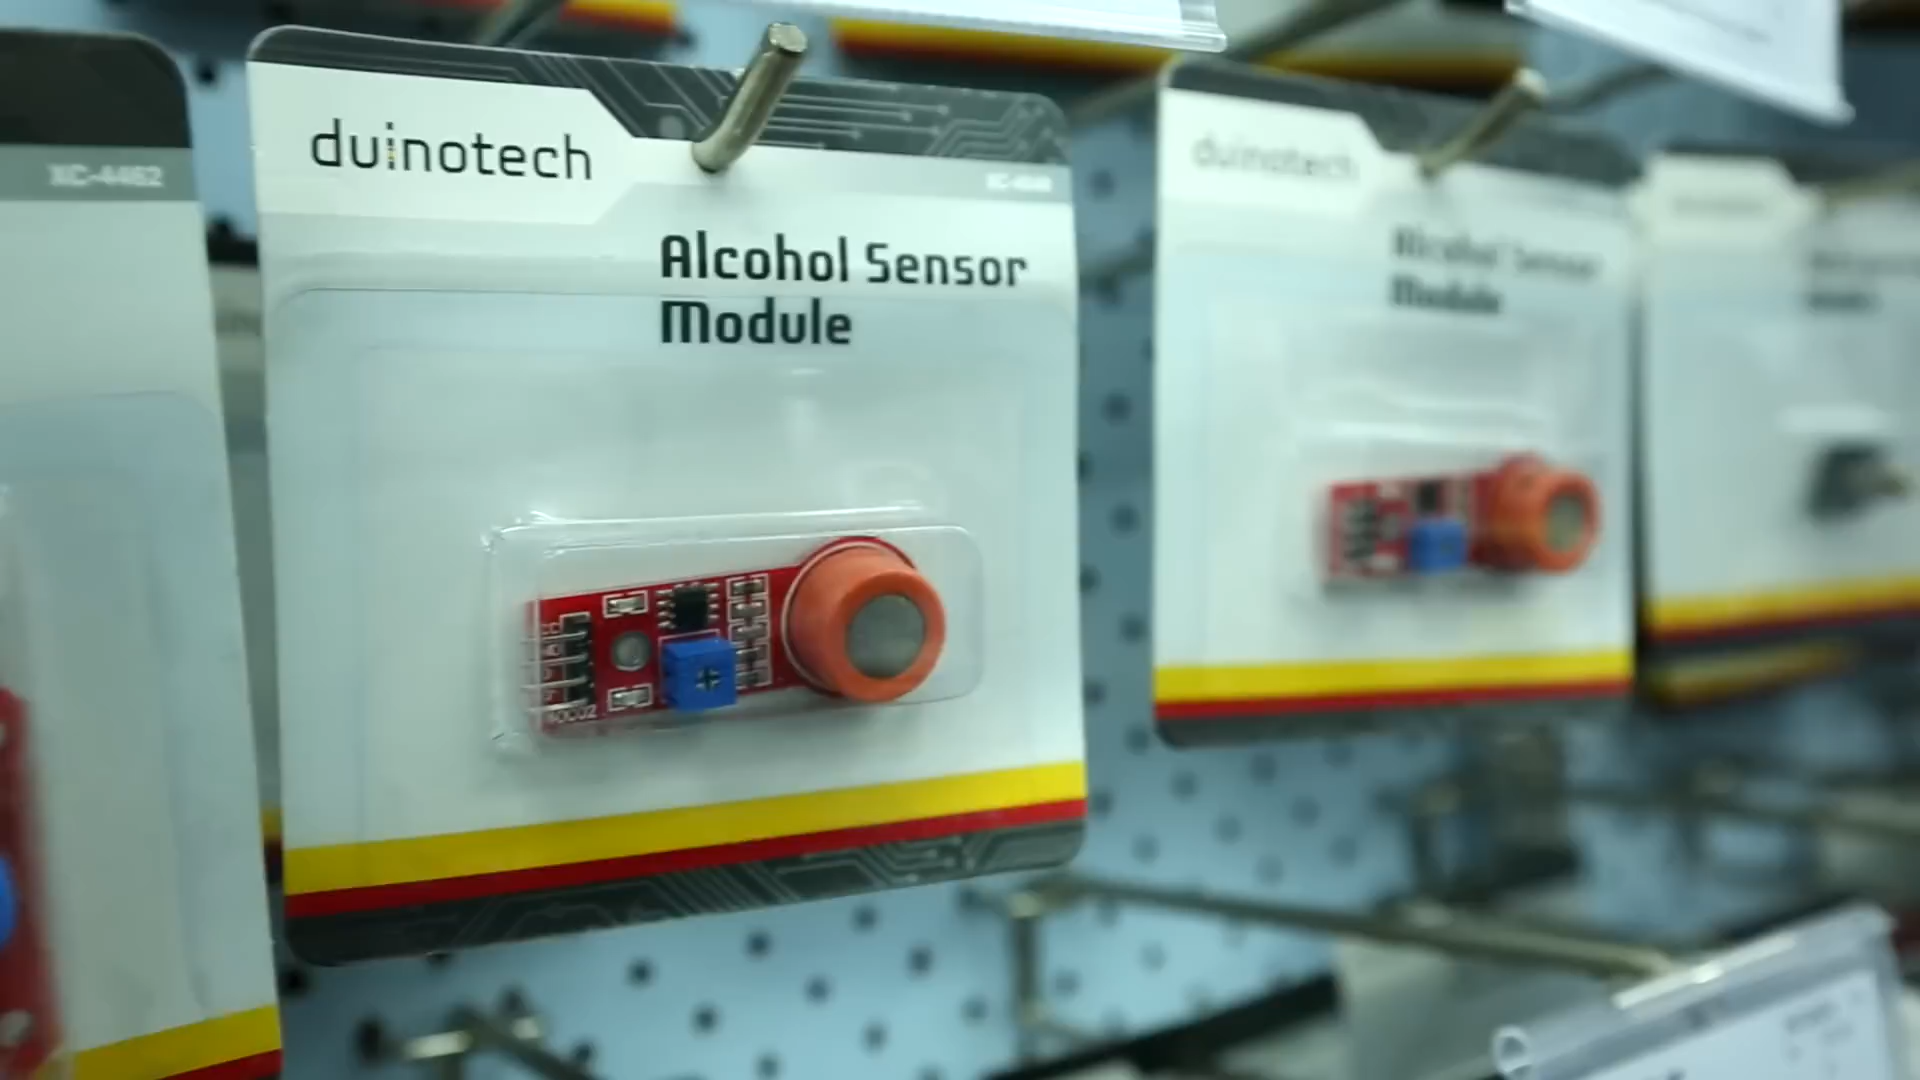 XC-4462
duinotech
Alcohol Sensor
Module
duinotech
Alcohol Sensor
Module